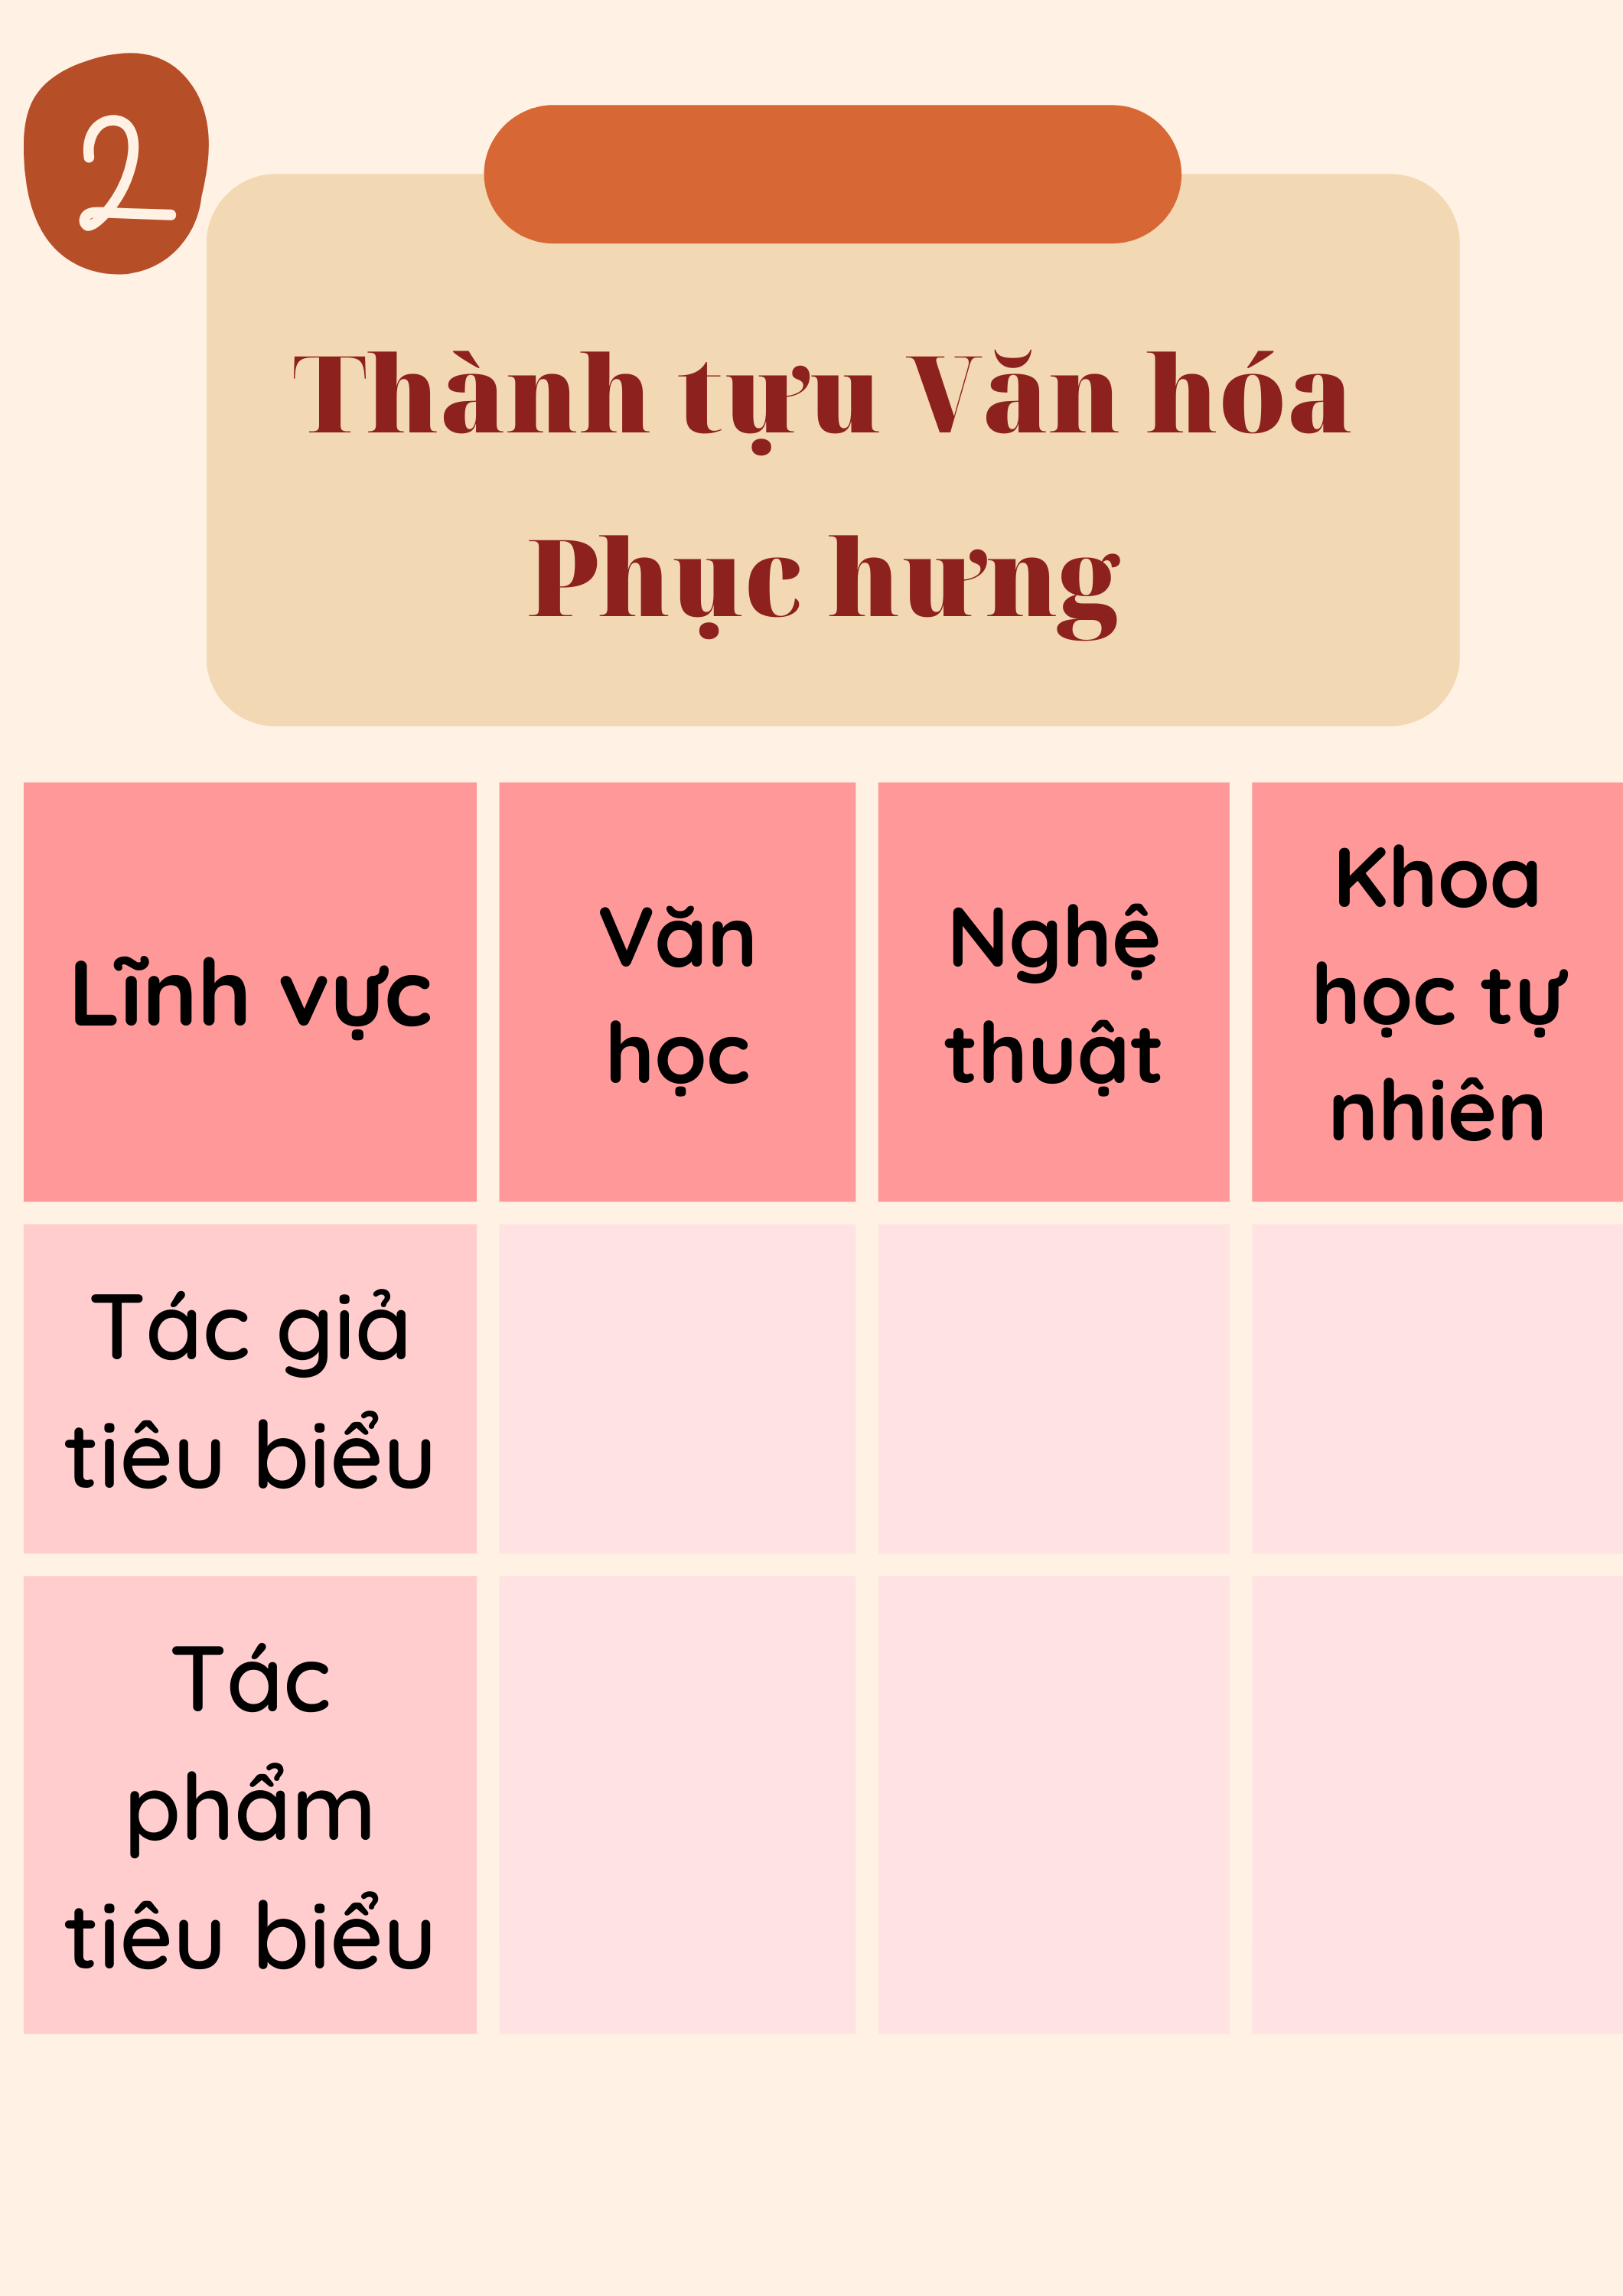 2
Thành tựu Văn hóa
Phục hưng
Lĩnh vực
Văn
học
Nghệ
thuật
Khoa
học tự
nhiên
Tác giả
tiêu biểu
Tác
phẩm
tiêu biểu